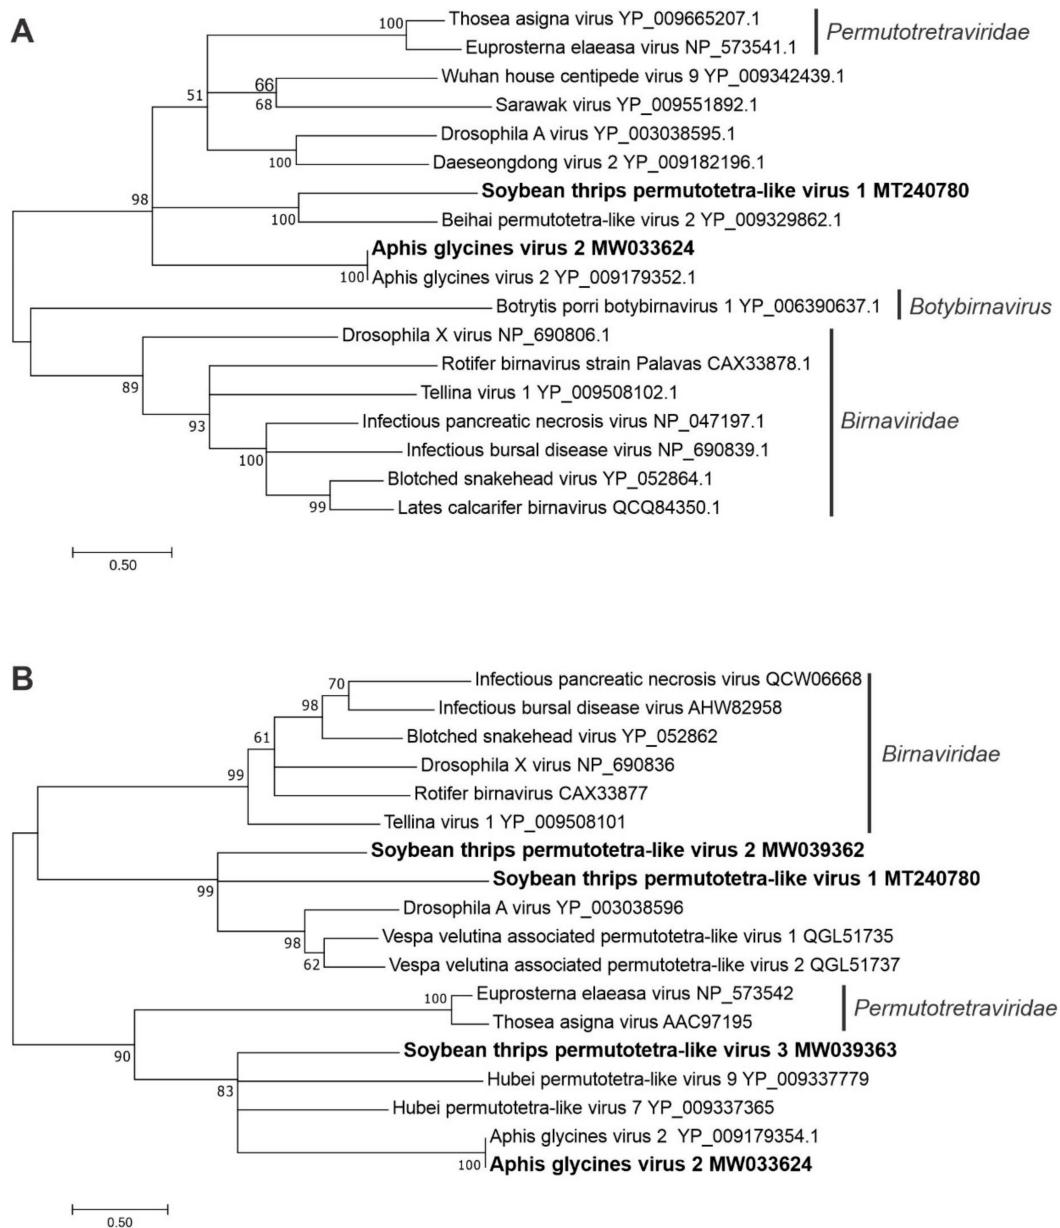 A
100
Thosea asigna virus YP_009665207.1
Permutotretraviridae
Euprosterna elaeasa virus NP_573541.1
66
Wuhan house centipede virus 9 YP_009342439.1
51
68
Sarawak virus YP_009551892.1
Drosophila A virus YP_003038595.1
100
Daeseongdong virus 2 YP_009182196.1
98
Soybean thrips permutotetra-like virus 1 MT240780
100
Beihai permutotetra-like virus 2 YP_009329862.1
Aphis glycines virus 2 MW033624
100
Aphis glycines virus 2 YP_009179352.1
Botrytis porri botybirnavirus 1 YP_006390637.1
Botybirnavirus
Drosophila X virus NP_690806.1
89
Rotifer birnavirus strain Palavas CAX33878.1
Tellina virus 1 YP_009508102.1
93
Infectious pancreatic necrosis virus NP_047197.1
Birnaviridae
100
Infectious bursal disease virus NP_690839.1
Blotched snakehead virus YP_052864.1
99
Lates calcarifer birnavirus QCQ84350.1
0.50
B
70
Infectious pancreatic necrosis virus QCW06668
98
Infectious bursal disease virus AHW82958
61
Blotched snakehead virus YP_052862
Birnaviridae
99
Drosophila X virus NP_690836
Rotifer birnavirus CAX33877
Tellina virus 1 YP_009508101
Soybean thrips permutotetra-like virus 2 MW039362
99
Soybean thrips permutotetra-like virus 1 MT240780
Drosophila A virus YP_003038596
98
Vespa velutina associated permutotetra-like virus 1 QGL51735
62
Vespa velutina associated permutotetra-like virus 2 QGL51737
100
Euprosterna elaeasa virus NP_573542
Permutotretraviridae
Thosea asigna virus AAC97195
90
Soybean thrips permutotetra-like virus 3 MW039363
83
Hubei permutotetra-like virus 9 YP_009337779
Hubei permutotetra-like virus 7 YP_009337365
Aphis glycines virus 2 YP_009179354.1
100
Aphis glycines virus 2 MW033624
0.50